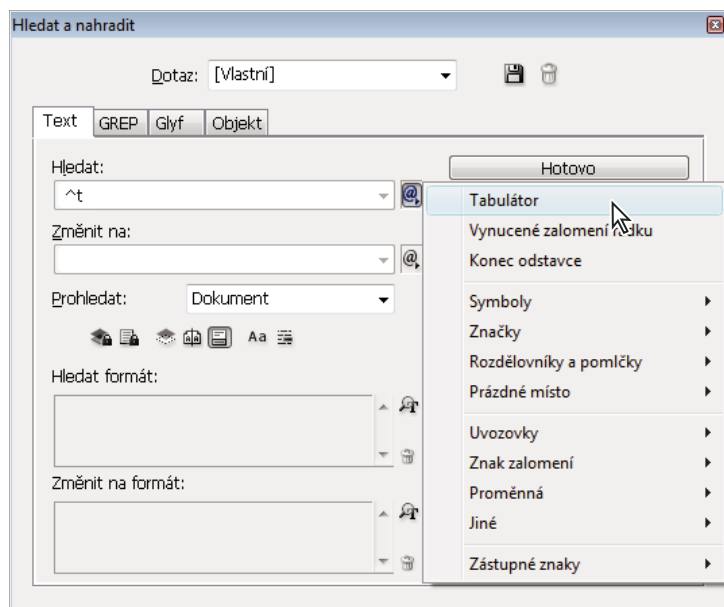 Hledat a nahradit
Dotaz: [Vlastní]
Text GREP Glyf Objekt
Hledat:
Hotovo
^t
@
Tabulátor
Vynucené zalomení řádku
Změnit na:
@
Konec odstavce
Prohledat: Dokument
Symboly
Značky
Aa
Rozdělovníky a pomlčky
Hledat formát:
Prázdné místo
Uvozovky
Znak zalomení
Změnit na formát:
Proměnná
Jiné
Zástupné znaky